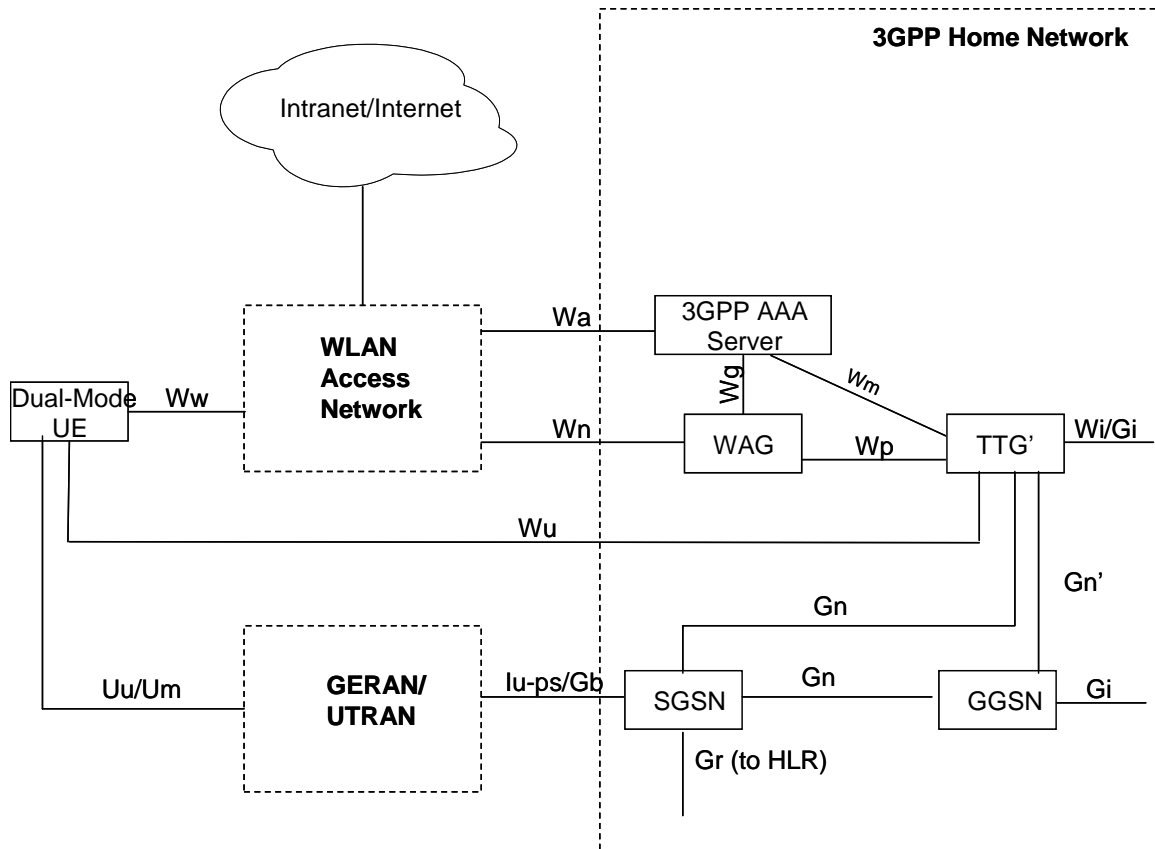 3GPP Home Network
Intranet/Internet
Wa
3GPP AAA
Server
WLAN
Access
Network
Wg
Wm
Dual-Mode
UE
Ww
Wn
WAG
Wp
TTG’
Wi/Gi
Wu
Gn’
Gn
Uu/Um
GERAN/
UTRAN
Iu-ps/Gb
SGSN
Gn
GGSN
Gi
Gr (to HLR)